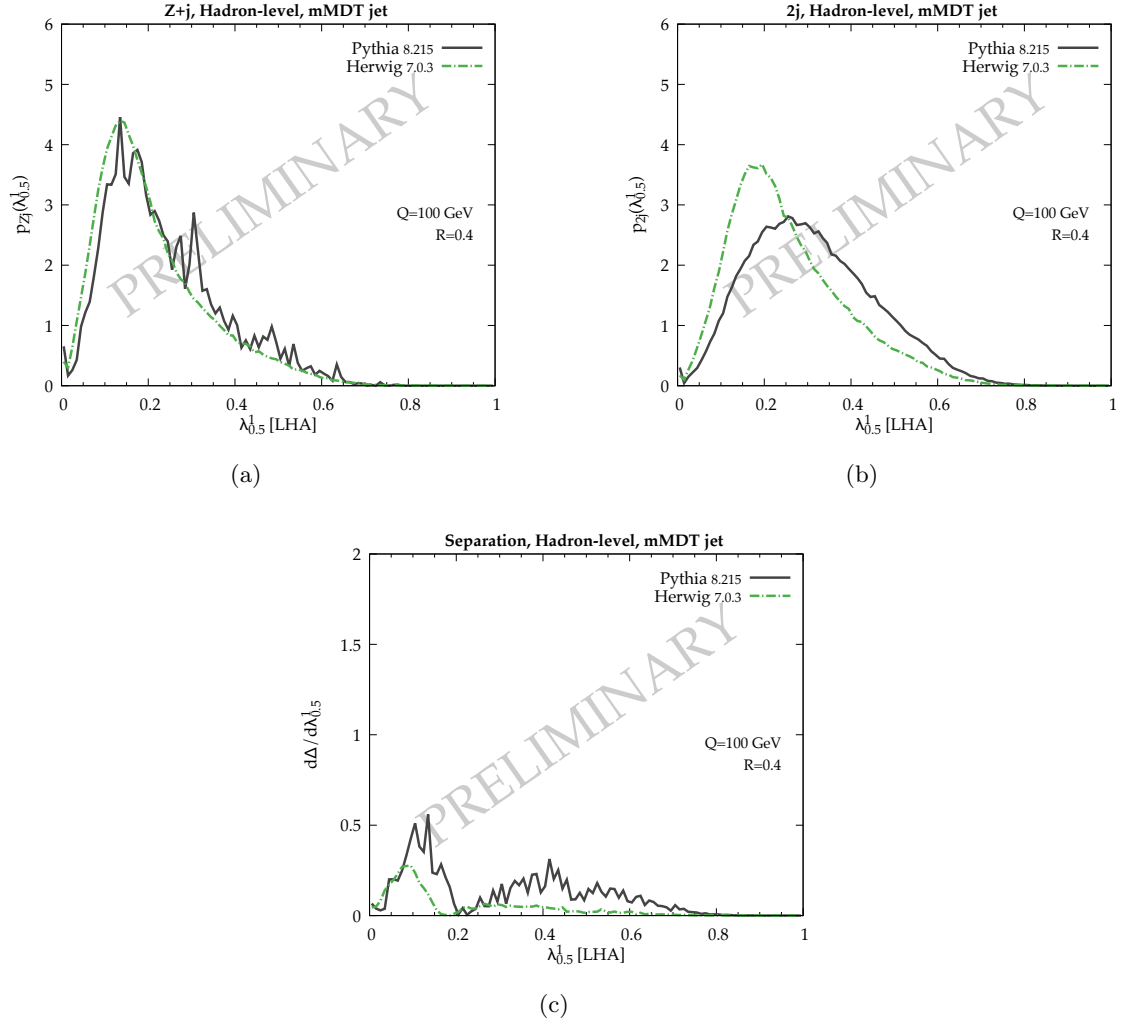 Z+j, Hadron-level, mMDT jet
6
5
4
3
2
1
0
p_Zj(λ^1_0.5)
Pythia 8.215
Herwig 7.0.3
PRELIMINARY
Q=100 GeV
R=0.4
0 0.2 0.4 0.6 0.8 1
λ^1_0.5 [LHA]
(a)
2j, Hadron-level, mMDT jet
6
5
4
3
2
1
0
p_2j(λ^1_0.5)
Pythia 8.215
Herwig 7.0.3
PRELIMINARY
Q=100 GeV
R=0.4
0 0.2 0.4 0.6 0.8 1
λ^1_0.5 [LHA]
(b)
Separation, Hadron-level, mMDT jet
2
1.5
1
0.5
0
dΔ/dλ^1_0.5
Pythia 8.215
Herwig 7.0.3
PRELIMINARY
Q=100 GeV
R=0.4
0 0.2 0.4 0.6 0.8 1
λ^1_0.5 [LHA]
(c)